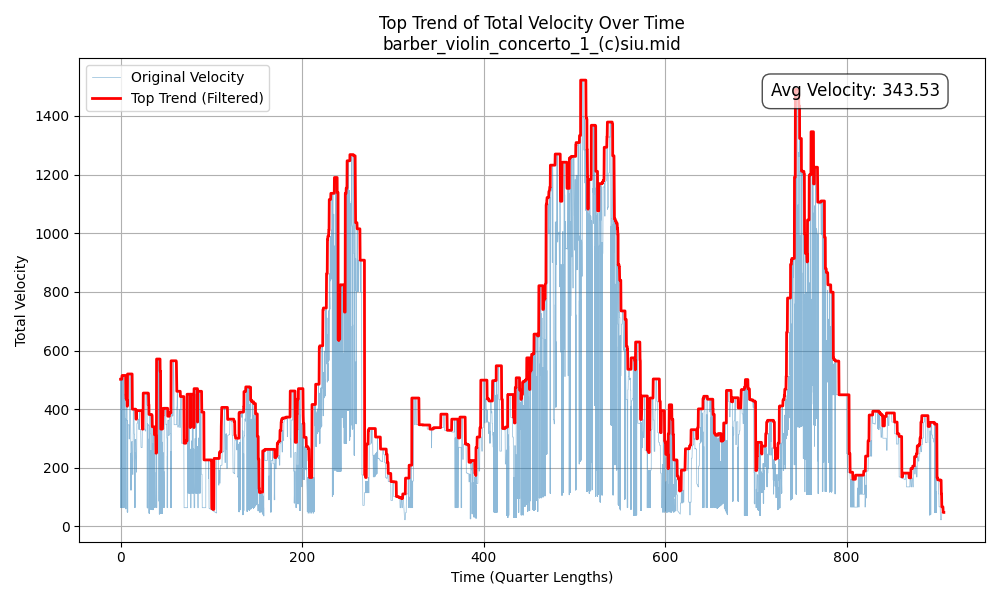 Top Trend of Total Velocity Over Time
barber_violin_concerto_1_(c)siu.mid
Original Velocity
Top Trend (Filtered)
Avg Velocity: 343.53
Total Velocity
1400
1200
1000
800
600
400
200
0
0 200 400 600 800
Time (Quarter Lengths)